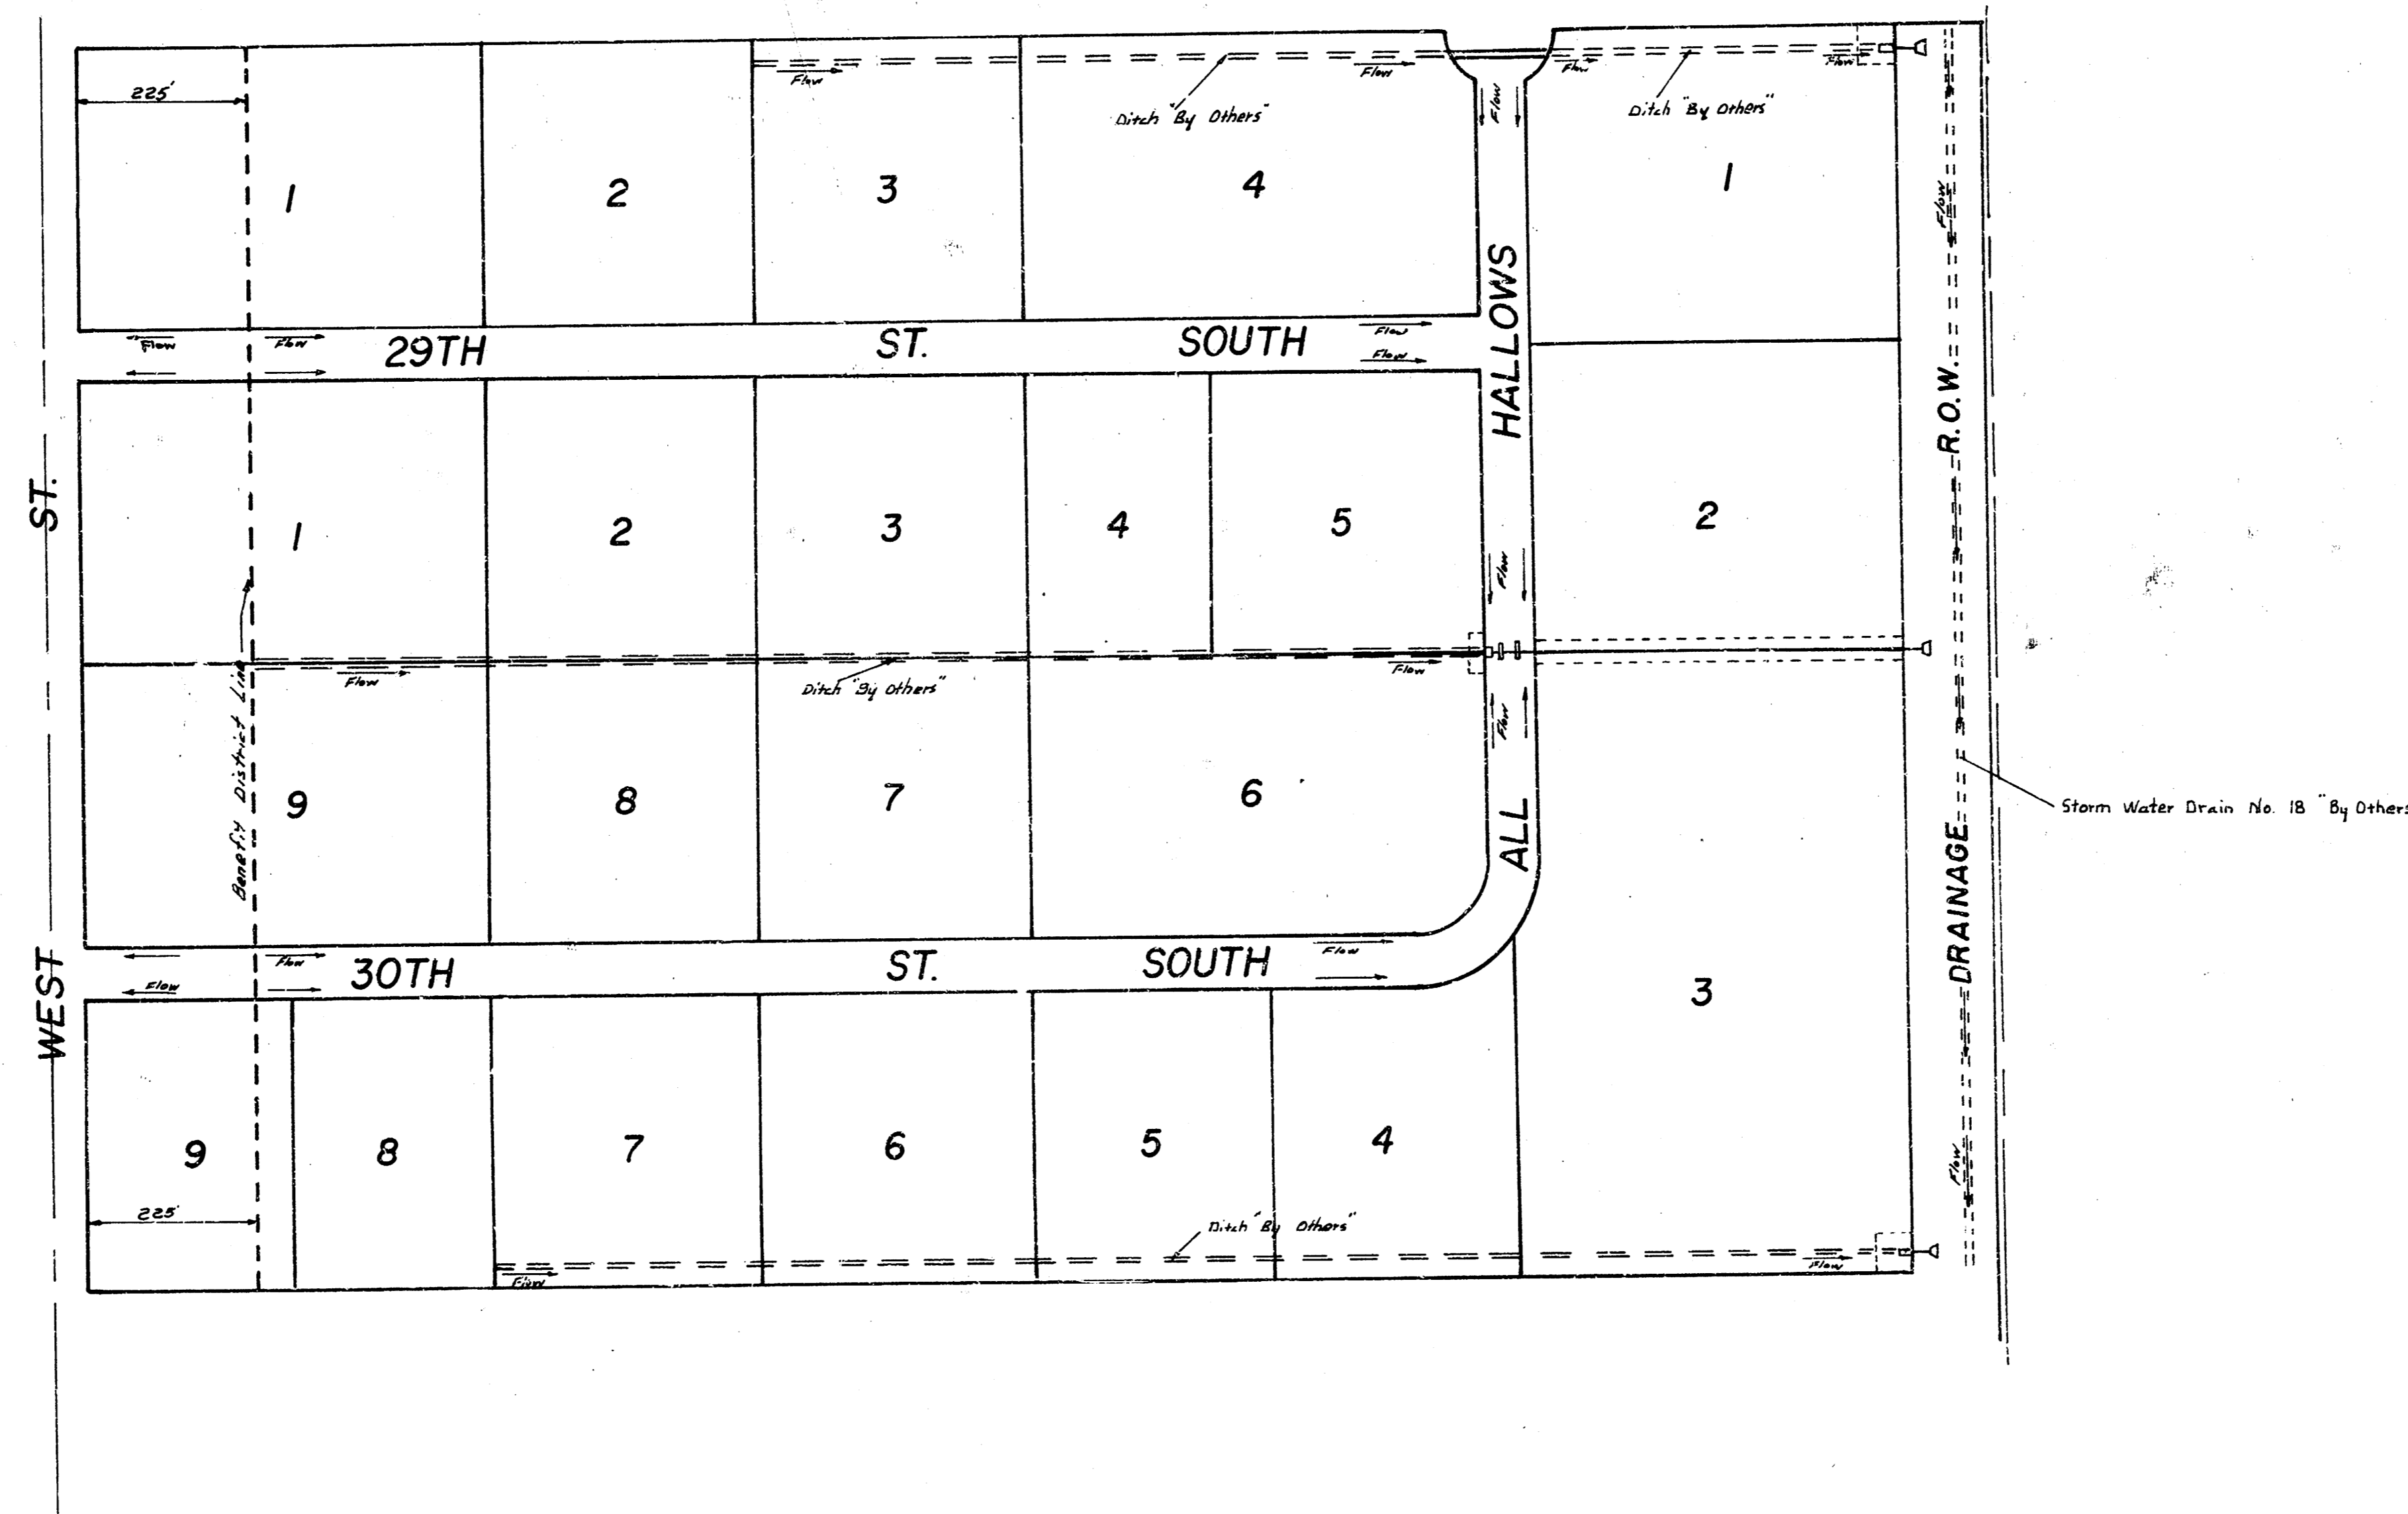 Flow
Flow
Flow
Flow
225'
Flow
Ditch "By Others"
Ditch "By Others"
1
2
3
4
1
Flow
Flow
Flow
Flow
Flow
29TH ST. SOUTH
HALLOWS
R.O.W.
ST.
1
2
3
4
5
2
Flow
Flow
Flow
Ditch "By Others"
Flow
Benefit District Line
9
8
7
6
ALL
Storm Water Drain No. 18 "By Others
DRAINAGE
Flow
Flow
Flow
30TH ST. SOUTH
WEST
3
9
8
7
6
5
4
Flow
225'
Ditch "By Others"
Flow
Flow